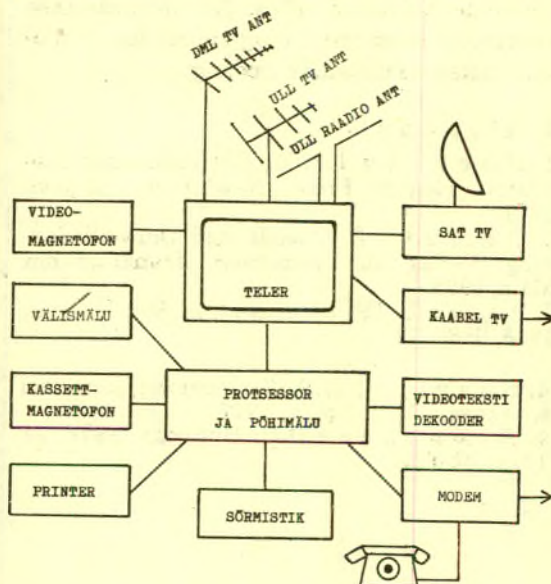 DML TV ANT
ULL TV ANT
ULL RAADIO ANT
VIDEO-
MAGNETOFON
TELER
SAT TV
VÄLISMÄLU
KAABEL TV
KASSETT-
MAGNETOFON
PROTSESSOR
JA PÕHIMÄLU
VIDEOTEKSTI
DEKOODER
PRINTER
SÕRMISTIK
MODEM